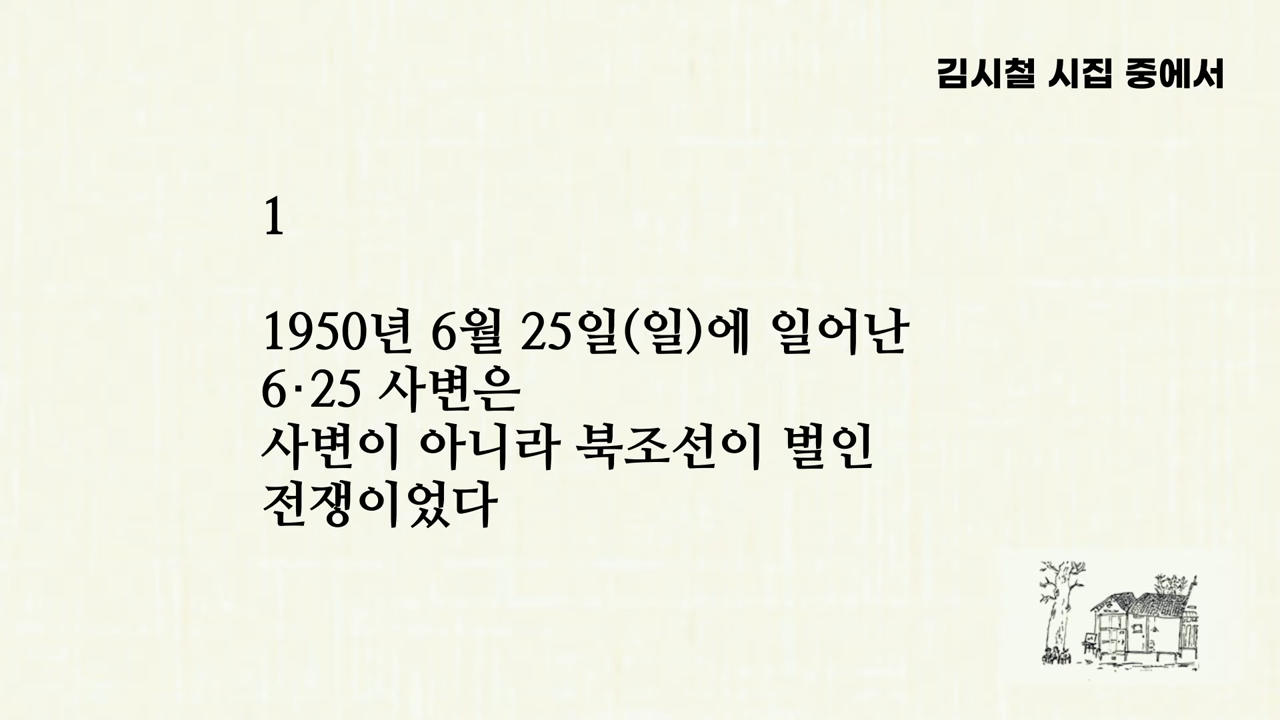 김시철 시집 중에서
1
1950년 6월 25일(일)에 일어난
6·25 사변은
사변이 아니라 북조선이 벌인
전쟁이었다